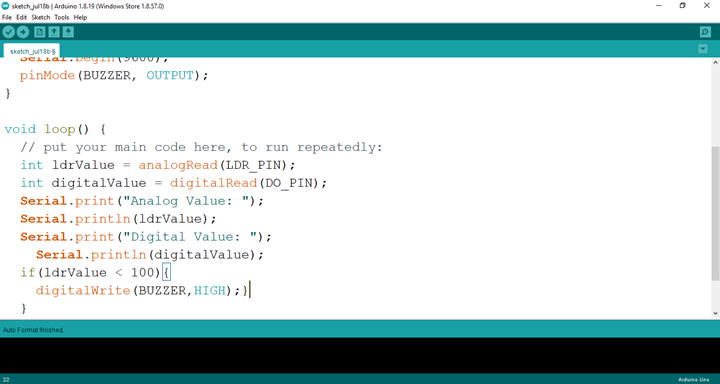 sketch_jul18b | Arduino 1.8.19 (Windows Store 1.8.57.0)
File Edit Sketch Tools Help
sketch_jul18b §
Serial.begin(9600);
pinMode(BUZZER, OUTPUT);
}
void loop() {
// put your main code here, to run repeatedly:
int ldrValue = analogRead(LDR_PIN);
int digitalValue = digitalRead(DO_PIN);
Serial.print("Analog Value: ");
Serial.println(ldrValue);
Serial.print("Digital Value: ");
Serial.println(digitalValue);
if(ldrValue < 100){
digitalWrite(BUZZER,HIGH);}
}
Auto Format finished.
22
Arduino Uno